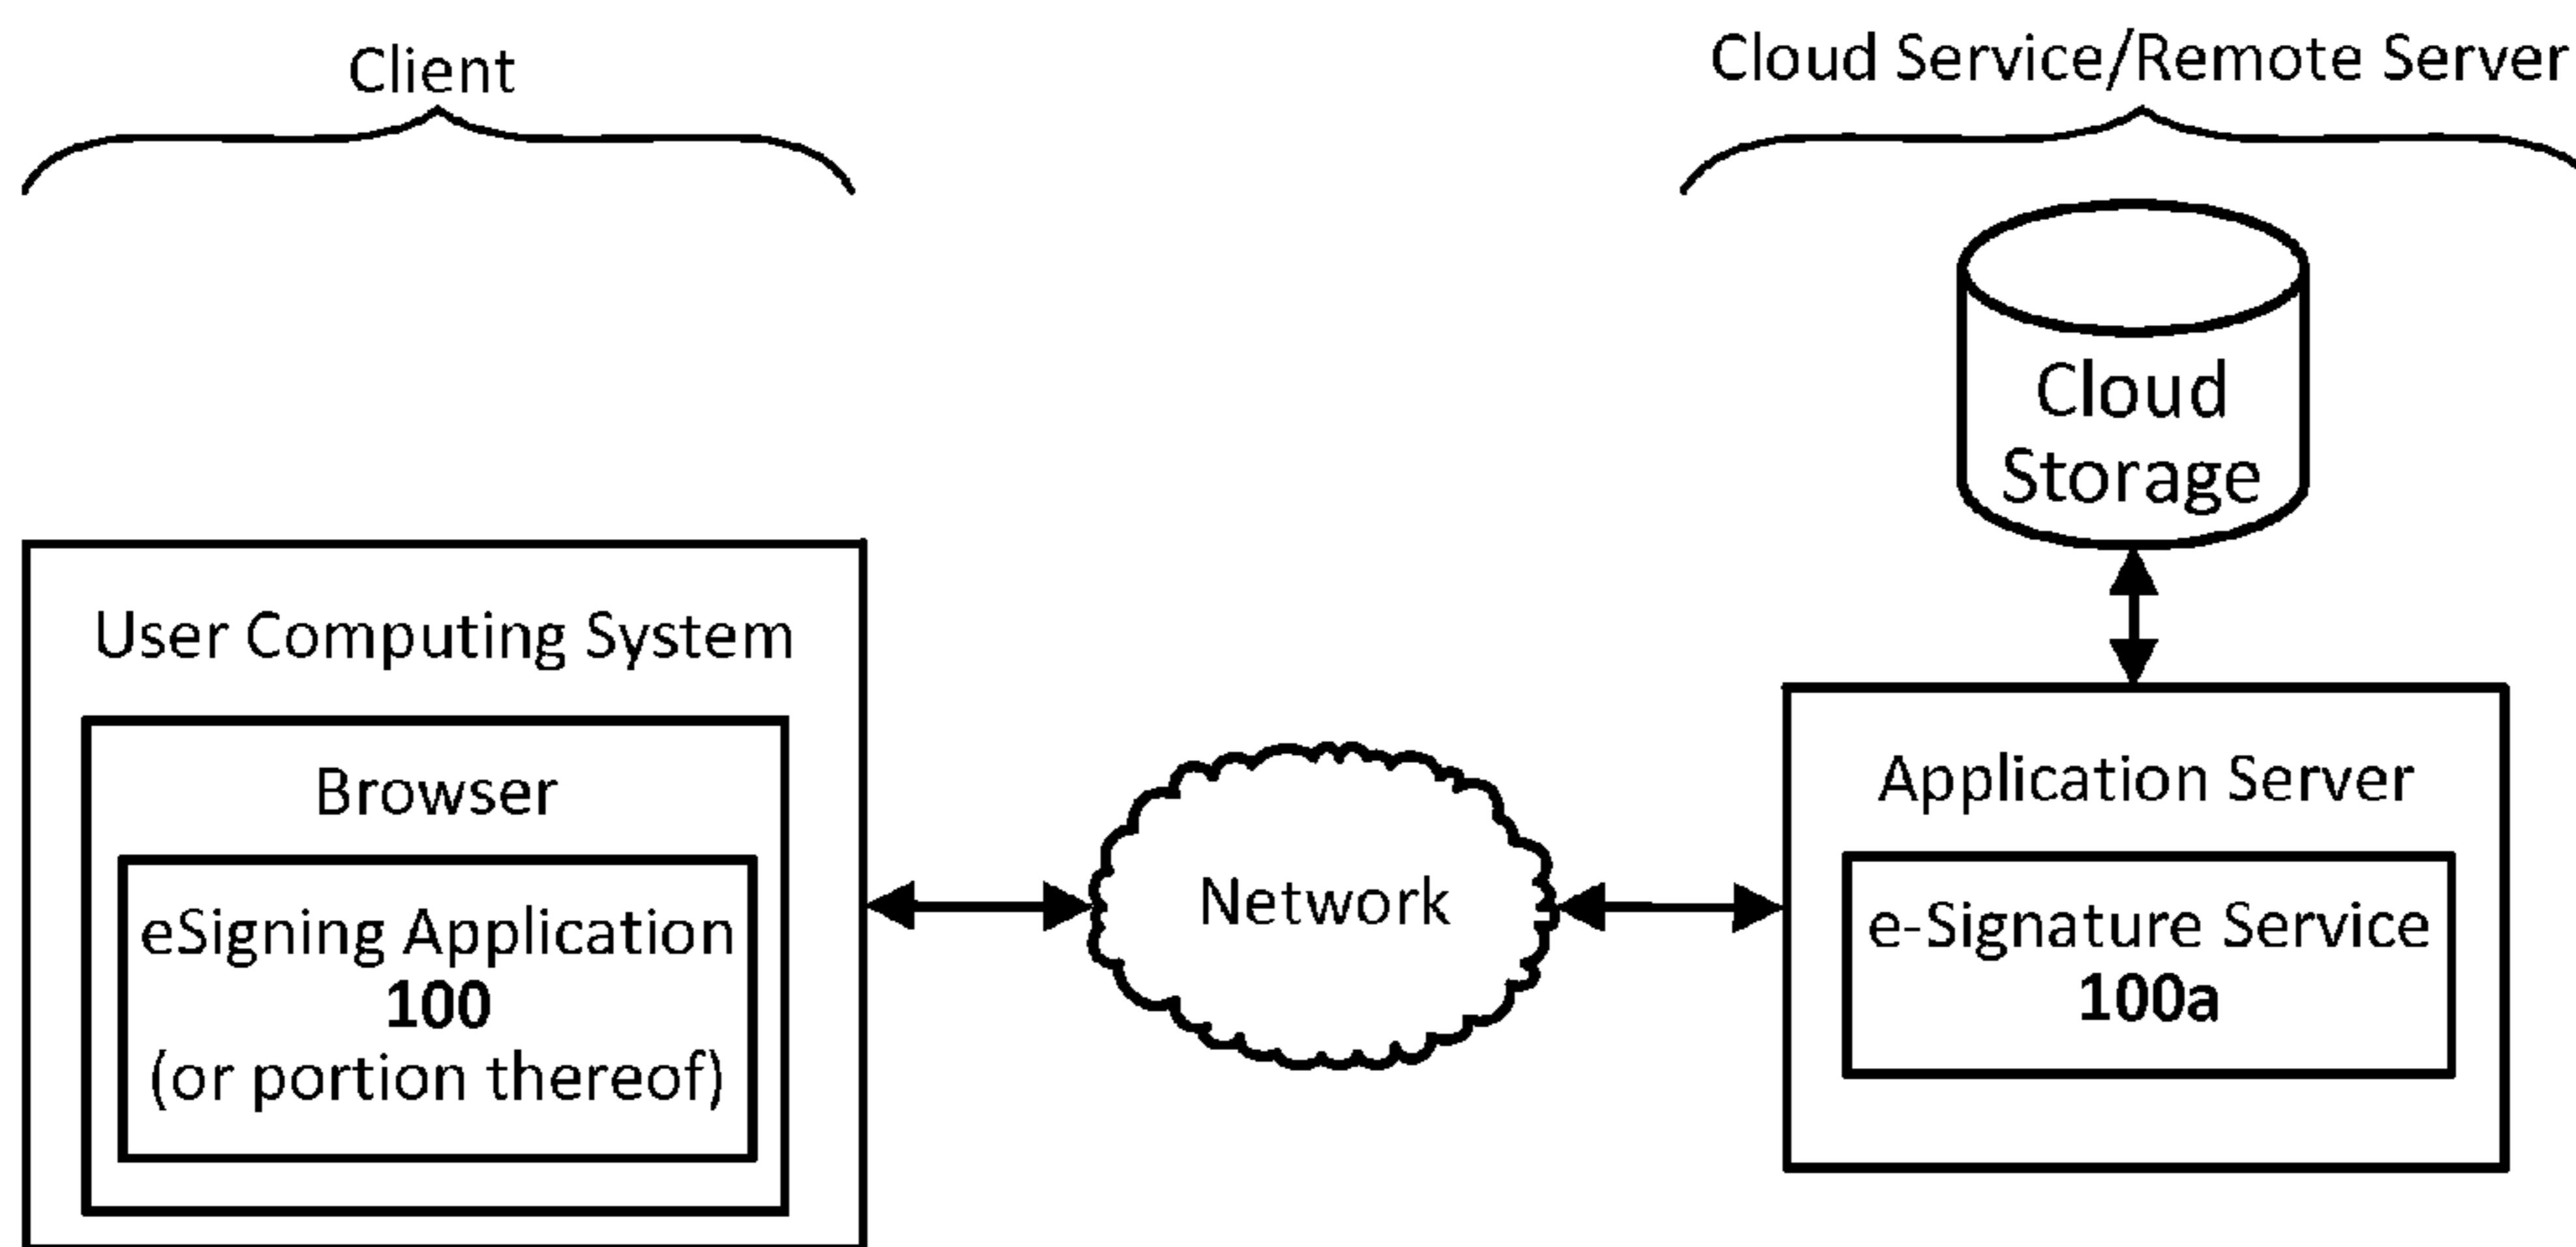 Client
Cloud Service/Remote Server
Cloud
Storage
User Computing System
Browser
eSigning Application
100
(or portion thereof)
Network
Application Server
e-Signature Service
100a